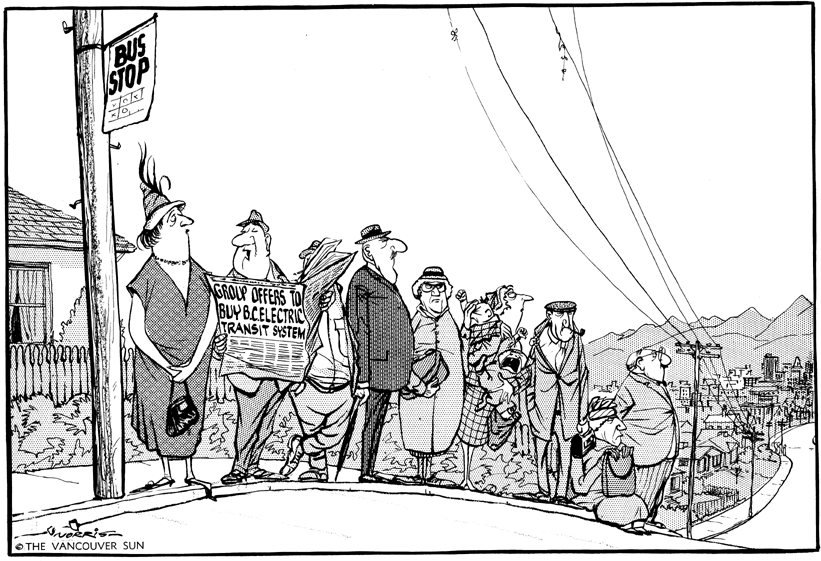 BUS
STOP
GROUP OFFERS TO
BUY B.C. ELECTRIC
TRANSIT SYSTEM
NORRIS
© THE VANCOUVER SUN